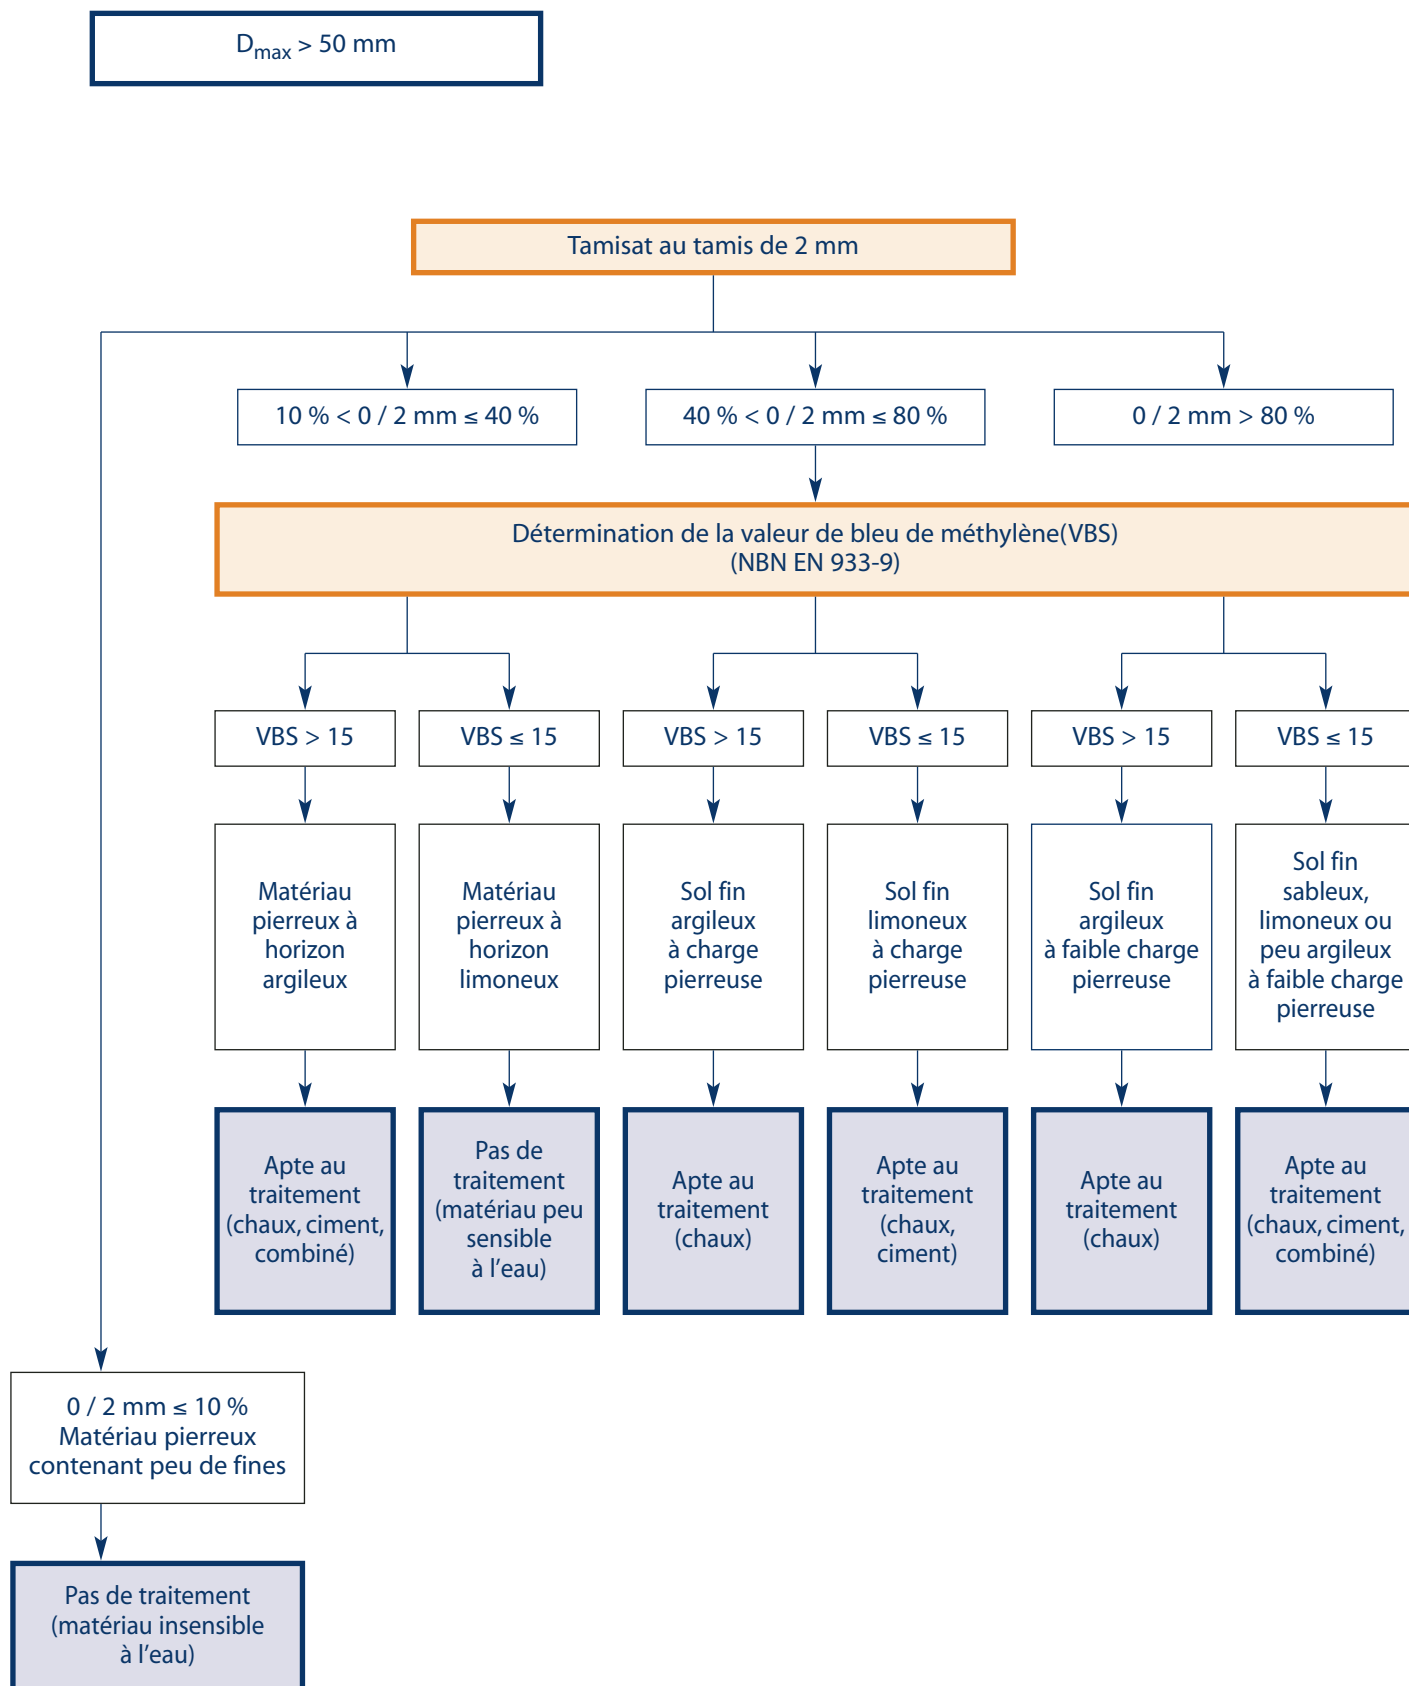 Dmax > 50 mm
Tamisat au tamis de 2 mm
10 % < 0 / 2 mm ≤ 40 %
40 % < 0 / 2 mm ≤ 80 %
0 / 2 mm > 80 %
Détermination de la valeur de bleu de méthylène(VBS)
(NBN EN 933-9)
VBS > 15
VBS ≤ 15
VBS > 15
VBS ≤ 15
VBS > 15
VBS ≤ 15
Matériau
pierreux à
horizon
argileux
Matériau
pierreux à
horizon
limoneux
Sol fin
argileux
à charge
pierreuse
Sol fin
limoneux
à charge
pierreuse
Sol fin
argileux
à faible charge
pierreuse
Sol fin
sableux,
limoneux ou
peu argileux
à faible charge
pierreuse
Apte au
traitement
(chaux, ciment,
combiné)
Pas de
traitement
(matériau peu
sensible
à l’eau)
Apte au
traitement
(chaux)
Apte au
traitement
(chaux,
ciment)
Apte au
traitement
(chaux)
Apte au
traitement
(chaux, ciment,
combiné)
0 / 2 mm ≤ 10 %
Matériau pierreux
contenant peu de fines
Pas de traitement
(matériau insensible
à l’eau)